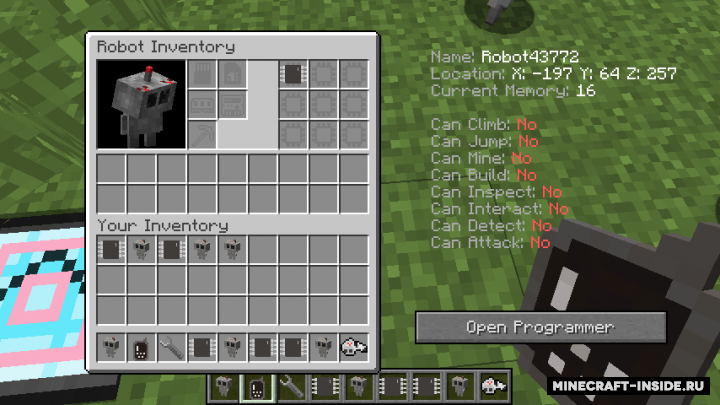 Robot Inventory
Your Inventory
Name: Robot43772
Location: X: -197 Y: 64 Z: 257
Current Memory: 16
Can Climb: No
Can Jump: No
Can Mine: No
Can Build: No
Can Inspect: No
Can Interact: No
Can Detect: No
Can Attack: No
Open Programmer
MINECRAFT-INSIDE.RU